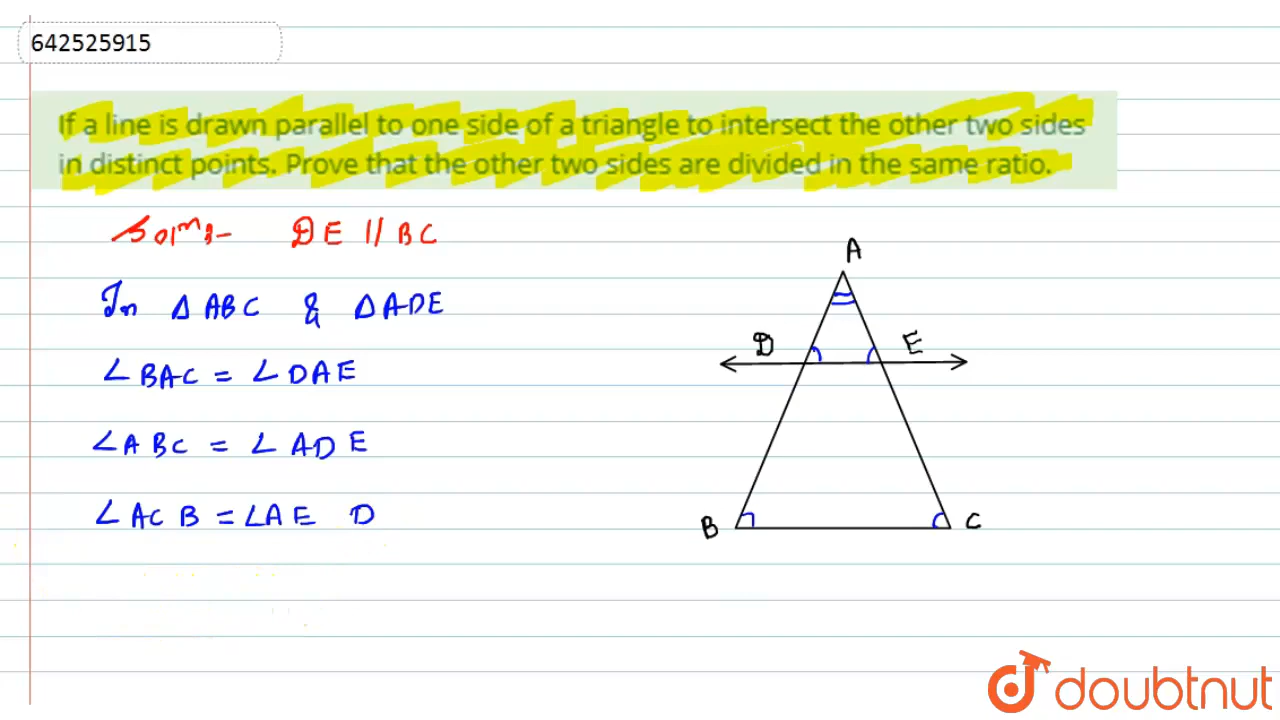 642525915
If a line is drawn parallel to one side of a triangle to intersect the other two sides
in distinct points. Prove that the other two sides are divided in the same ratio.
Solⁿ:- DE || BC
In △ ABC & △ ADE
∠ BAC = ∠ DAE
∠ ABC = ∠ ADE
∠ ACB = ∠ AED
A
D E
B C
doubtnut